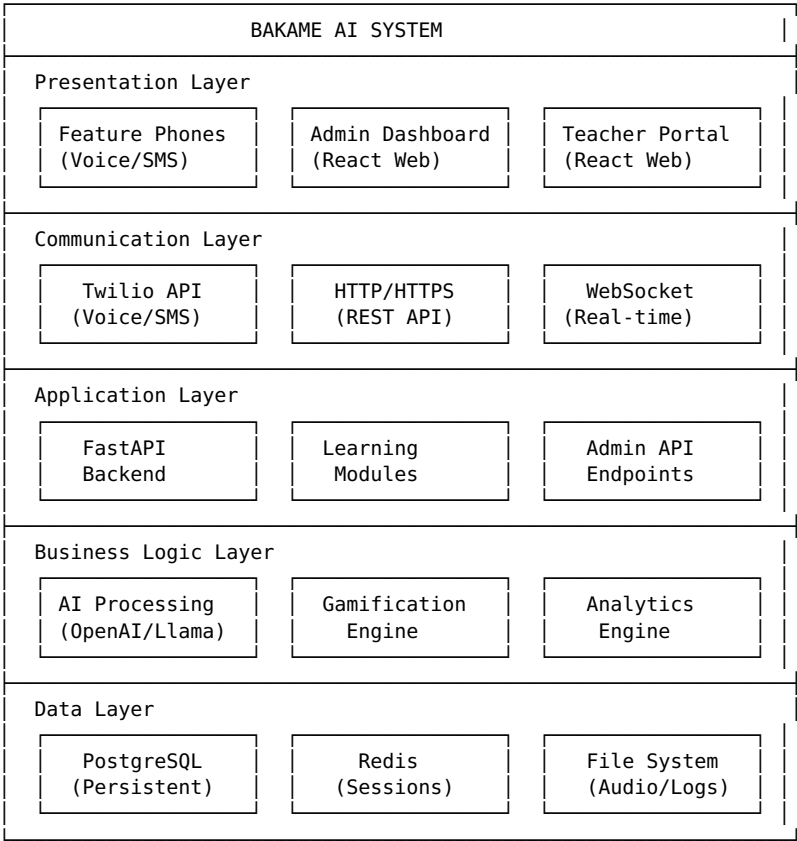 BAKAME AI SYSTEM
Presentation Layer
Feature Phones Admin Dashboard Teacher Portal
(Voice/SMS) (React Web) (React Web)
Communication Layer
Twilio API HTTP/HTTPS WebSocket
(Voice/SMS) (REST API) (Real-time)
Application Layer
FastAPI Learning Admin API
Backend Modules Endpoints
Business Logic Layer
AI Processing Gamification Analytics
(OpenAI/Llama) Engine Engine
Data Layer
PostgreSQL Redis File System
(Persistent) (Sessions) (Audio/Logs)